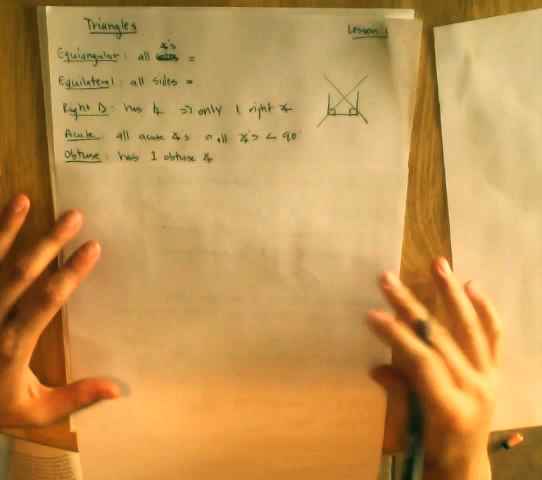 Triangles
Lesson 1
Equiangular: all ∡'s =
Equilateral: all sides =
Right Δ: has ⦜ => only 1 right ∡
Acute: all acute ∡s => all ∡'s < 90°
Obtuse: has 1 obtuse ∡